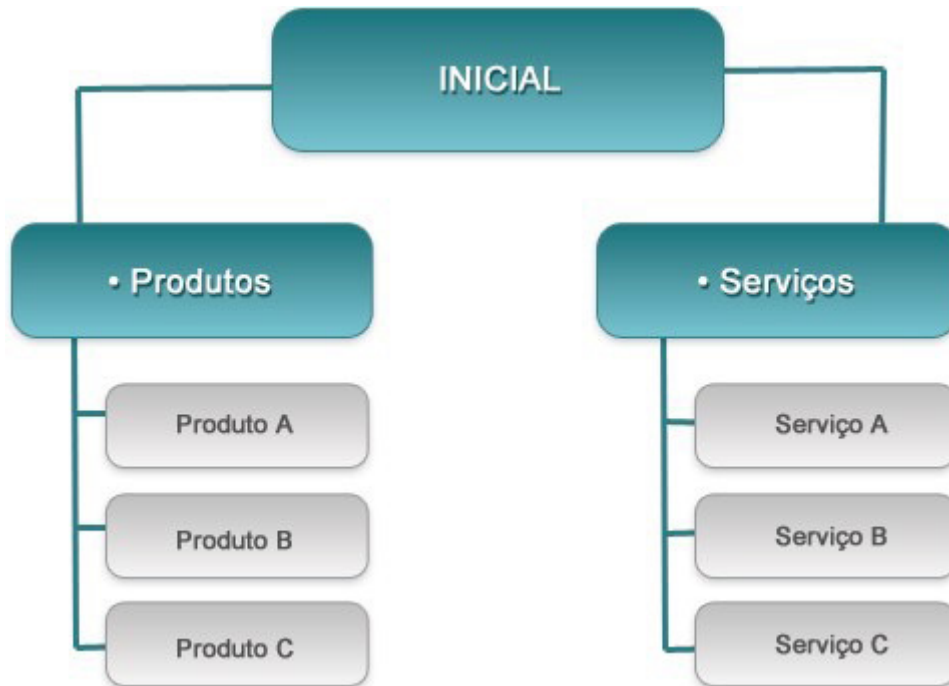 INICIAL
• Produtos
Produto A
Produto B
Produto C
• Serviços
Serviço A
Serviço B
Serviço C